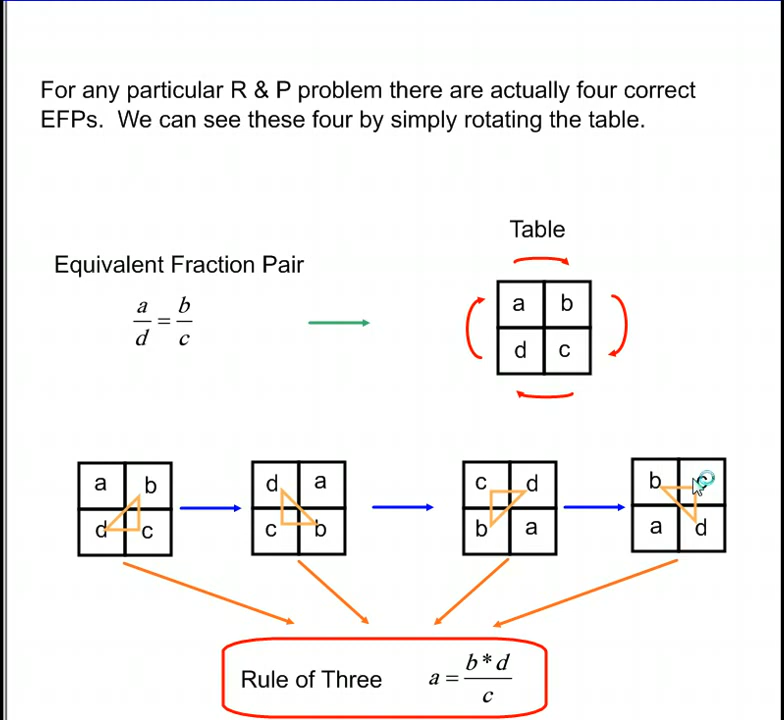 For any particular R & P problem there are actually four correct
EFPs. We can see these four by simply rotating the table.
Table
Equivalent Fraction Pair
a/d = b/c
a b
d c
a b
d c
d a
c b
c d
b a
b c
a d
Rule of Three a = b*d/c